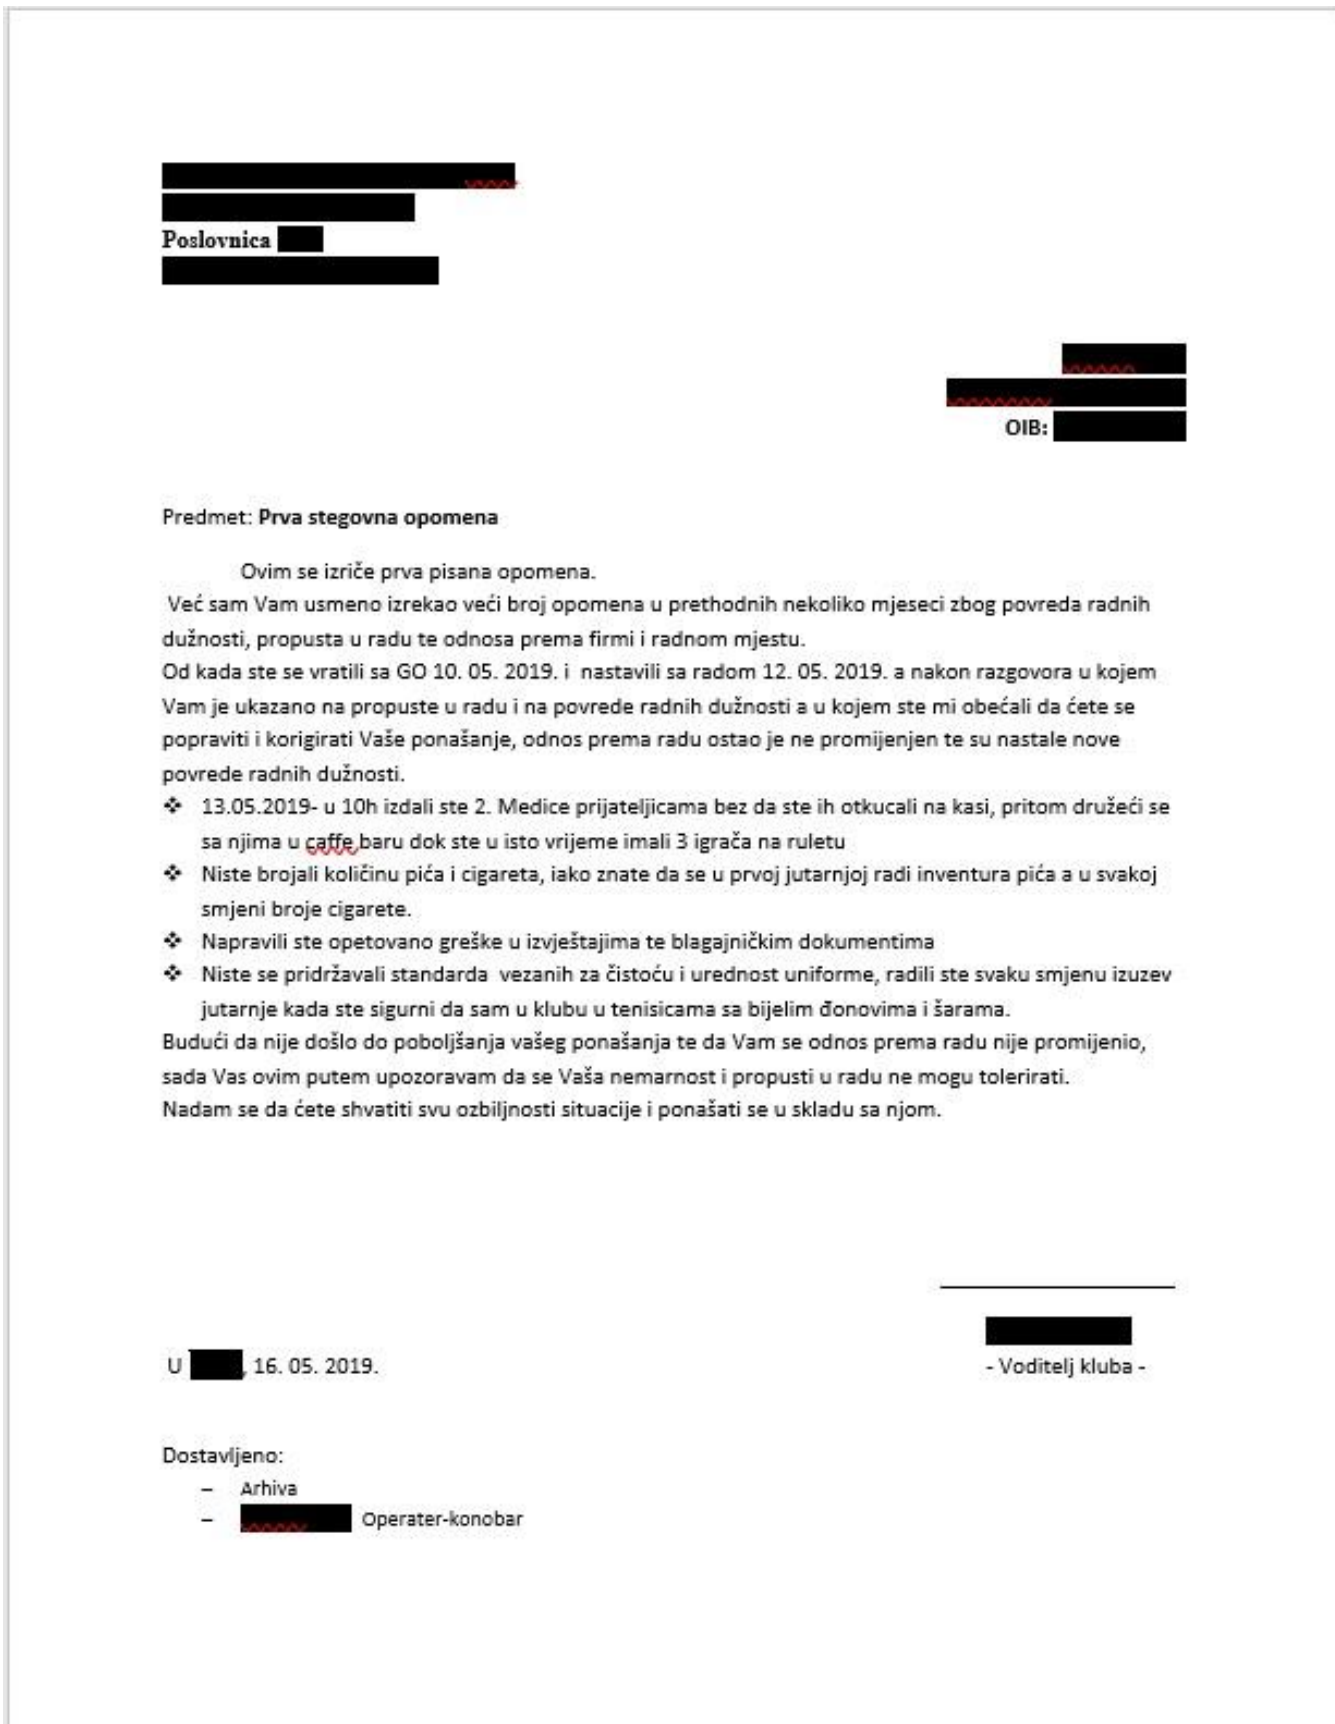 Poslovnica
OIB:
Predmet: Prva stegovna opomena
Ovim se izriče prva pisana opomena.
Već sam Vam usmeno izrekao veći broj opomena u prethodnih nekoliko mjeseci zbog povreda radnih
dužnosti, propusta u radu te odnosa prema firmi i radnom mjestu.
Od kada ste se vratili sa GO 10. 05. 2019. i nastavili sa radom 12. 05. 2019. a nakon razgovora u kojem
Vam je ukazano na propuste u radu i na povrede radnih dužnosti a u kojem ste mi obećali da ćete se
popraviti i korigirati Vaše ponašanje, odnos prema radu ostao je ne promijenjen te su nastale nove
povrede radnih dužnosti.
❖ 13.05.2019- u 10h izdali ste 2. Medice prijateljicama bez da ste ih otkucali na kasi, pritom družeći se
sa njima u caffe baru dok ste u isto vrijeme imali 3 igrača na ruletu
❖ Niste brojali količinu pića i cigareta, iako znate da se u prvoj jutarnjoj radi inventura pića a u svakoj
smjeni broje cigarete.
❖ Napravili ste opetovano greške u izvještajima te blagajničkim dokumentima
❖ Niste se pridržavali standarda vezanih za čistoću i urednost uniforme, radili ste svaku smjenu izuzev
jutarnje kada ste sigurni da sam u klubu u tenisicama sa bijelim đonovima i šarama.
Budući da nije došlo do poboljšanja vašeg ponašanja te da Vam se odnos prema radu nije promijenio,
sada Vas ovim putem upozoravam da se Vaša nemarnost i propusti u radu ne mogu tolerirati.
Nadam se da ćete shvatiti svu ozbiljnosti situacije i ponašati se u skladu sa njom.
U , 16. 05. 2019.
- Voditelj kluba -
Dostavljeno:
– Arhiva
– Operater-konobar